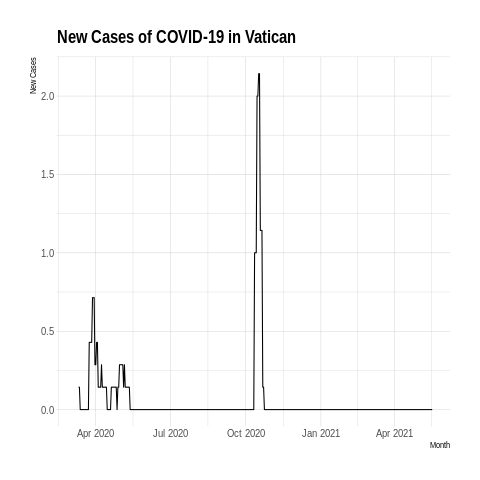 New Cases of COVID-19 in Vatican
New Cases
2.0
1.5
1.0
0.5
0.0
Apr 2020 Jul 2020 Oct 2020 Jan 2021 Apr 2021
Month